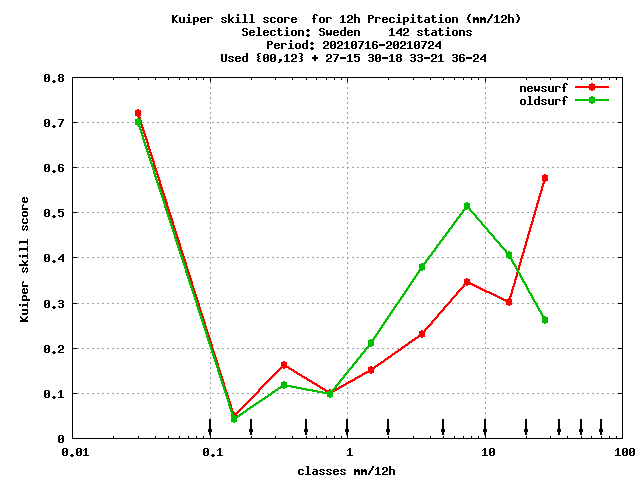 Kuiper skill score  for 12h Precipitation (mm/12h)
Selection: Sweden    142 stations
Period: 20210716-20210724
Used {00,12} + 27-15 30-18 33-21 36-24
newsurf
oldsurf
Kuiper skill score
0.8
0.7
0.6
0.5
0.4
0.3
0.2
0.1
0
0.01 0.1 1 10 100
classes mm/12h